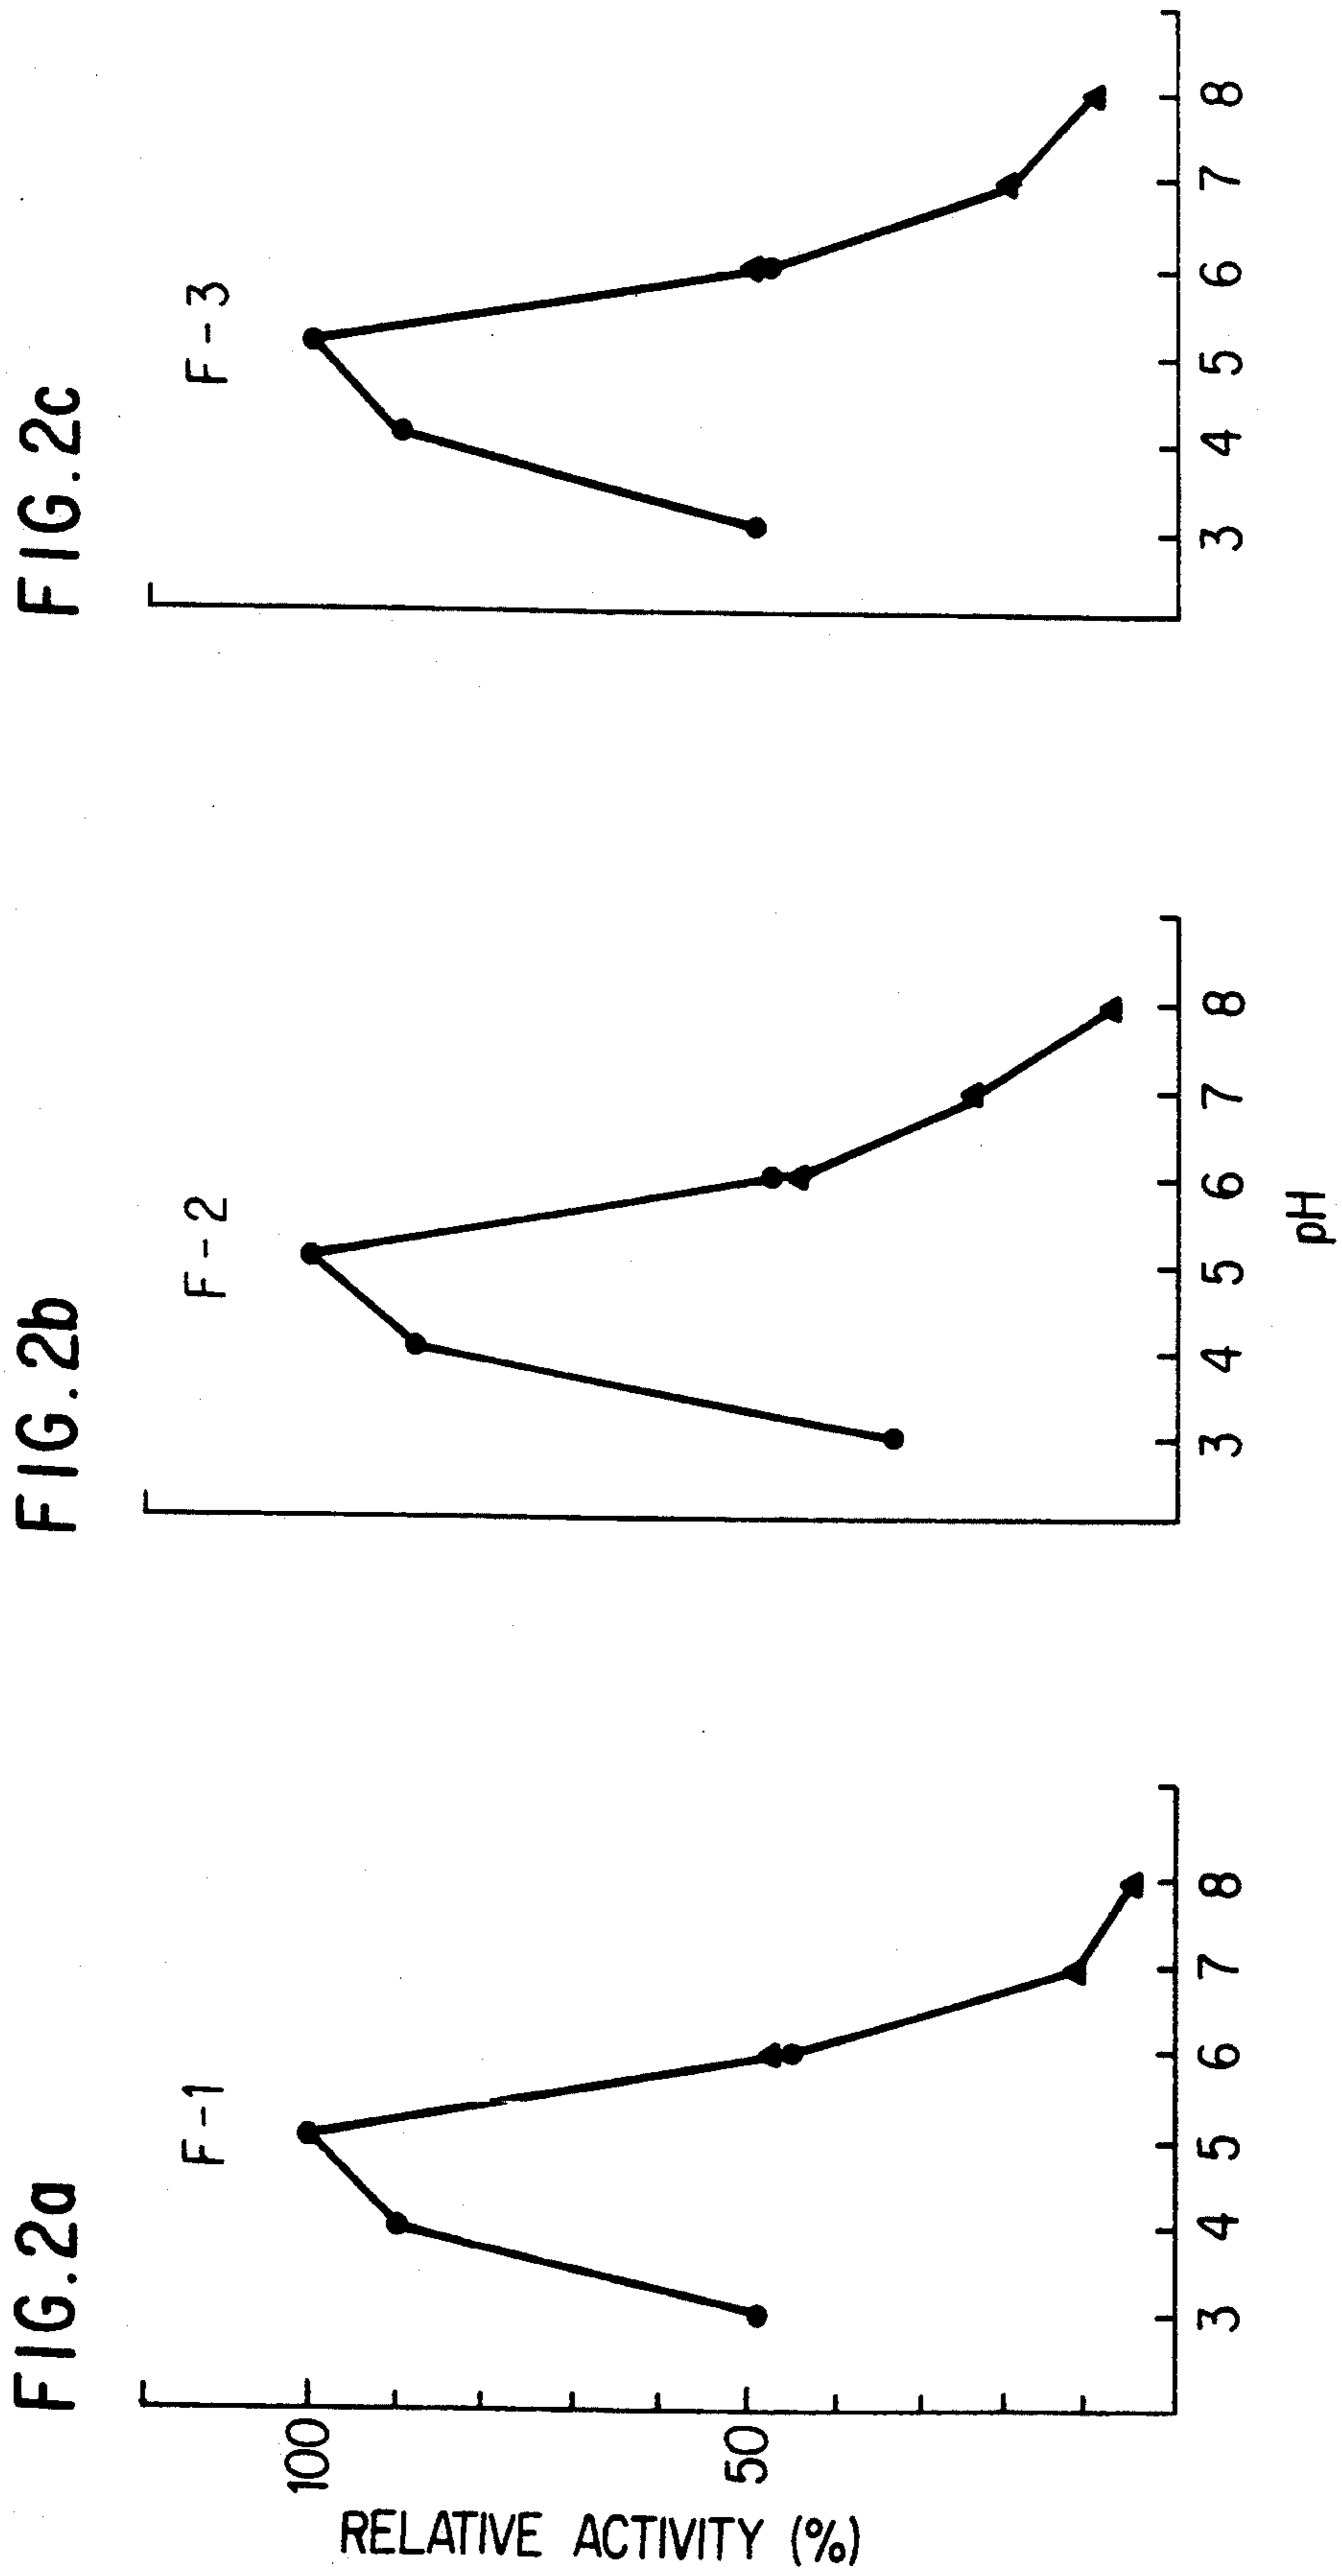 FIG.2a
F-1
RELATIVE ACTIVITY (%)
100
50
3 4 5 6 7 8
FIG.2b
F-2
3 4 5 6 7 8
pH
FIG.2c
F-3
3 4 5 6 7 8